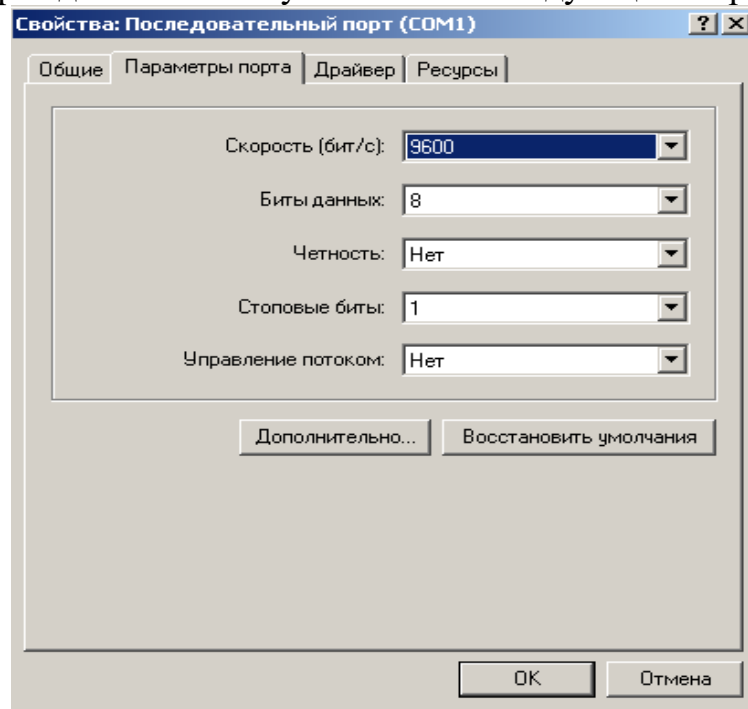 Свойства: Последовательный порт (COM1)
Общие Параметры порта Драйвер Ресурсы
Скорость (бит/с): 9600
Биты данных: 8
Четность: Нет
Стоповые биты: 1
Управление потоком: Нет
Дополнительно... Восстановить умолчания
OK Отмена